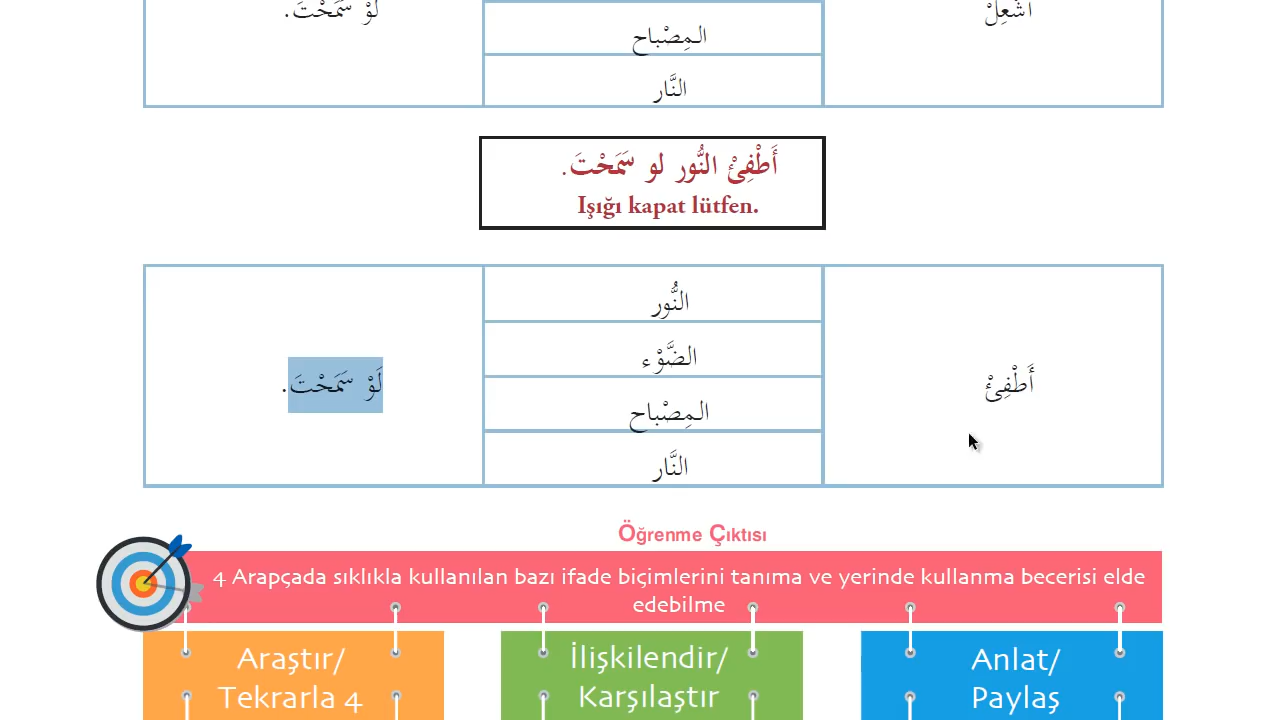 أَشْعِلْ
لَوْ سَمَحْتَ.
المِصْباح
النَّار
أَطْفِئْ النُّور لو سَمَحْتَ.
Işığı kapat lütfen.
أَطْفِئْ
النُّور
الضَّوْء
المِصْباح
النَّار
لَوْ سَمَحْتَ.
Öğrenme Çıktısı
4 Arapçada sıklıkla kullanılan bazı ifade biçimlerini tanıma ve yerinde kullanma becerisi elde
edebilme
Araştır/
Tekrarla 4
İlişkilendir/
Karşılaştır
Anlat/
Paylaş